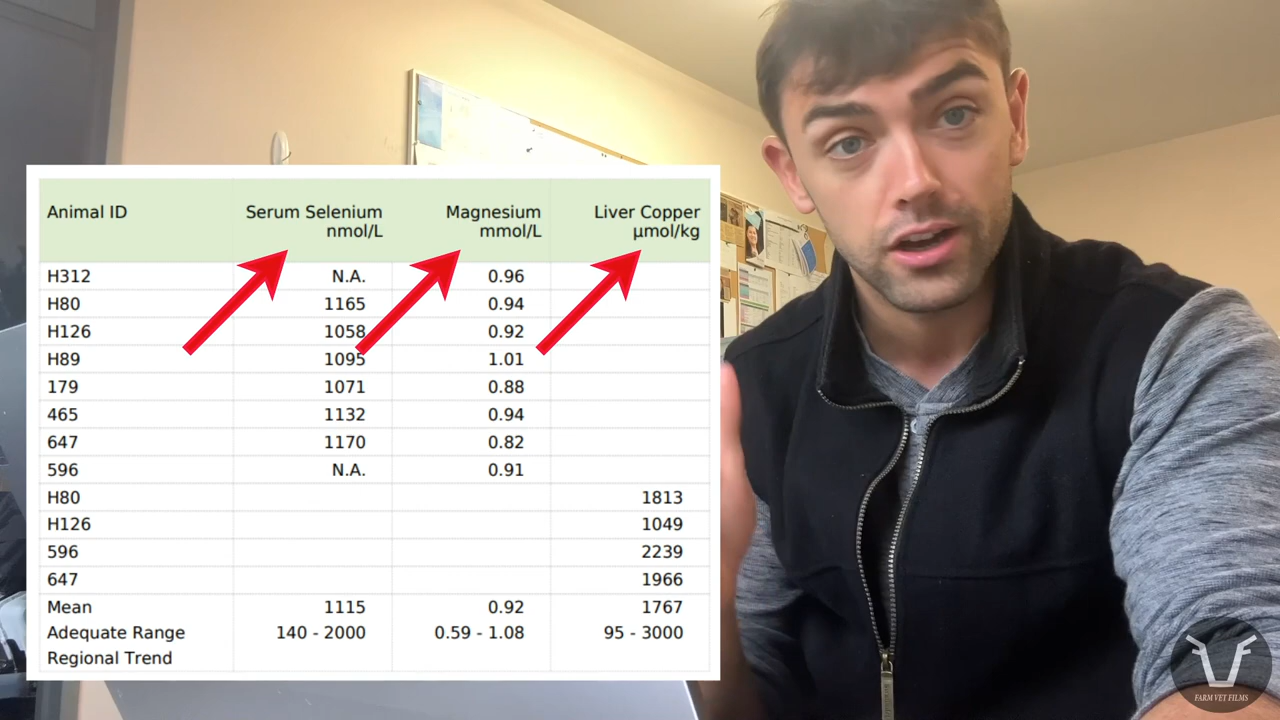 Animal ID Serum Selenium nmol/L Magnesium mmol/L Liver Copper µmol/kg
H312 N.A. 0.96
H80 1165 0.94
H126 1058 0.92
H89 1095 1.01
179 1071 0.88
465 1132 0.94
647 1170 0.82
596 N.A. 0.91
H80 1813
H126 1049
596 2239
647 1966
Mean 1115 0.92 1767
Adequate Range 140 - 2000 0.59 - 1.08 95 - 3000
Regional Trend
FARM VET FILMS